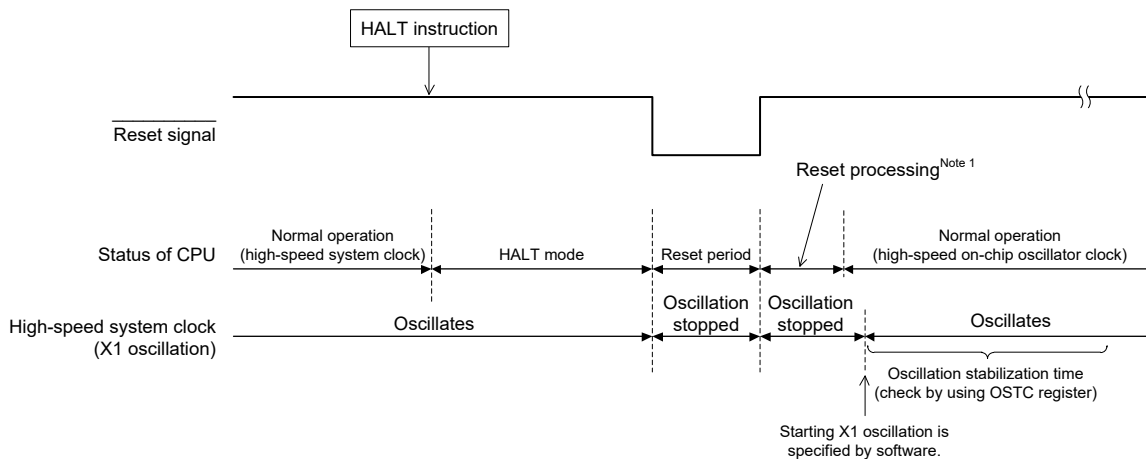 HALT instruction
Reset signal
Reset processing Note 1
Status of CPU
Normal operation
(high-speed system clock)
HALT mode
Reset period
Normal operation
(high-speed on-chip oscillator clock)
High-speed system clock
(X1 oscillation)
Oscillates
Oscillation
stopped
Oscillation
stopped
Oscillates
Oscillation stabilization time
(check by using OSTC register)
Starting X1 oscillation is
specified by software.